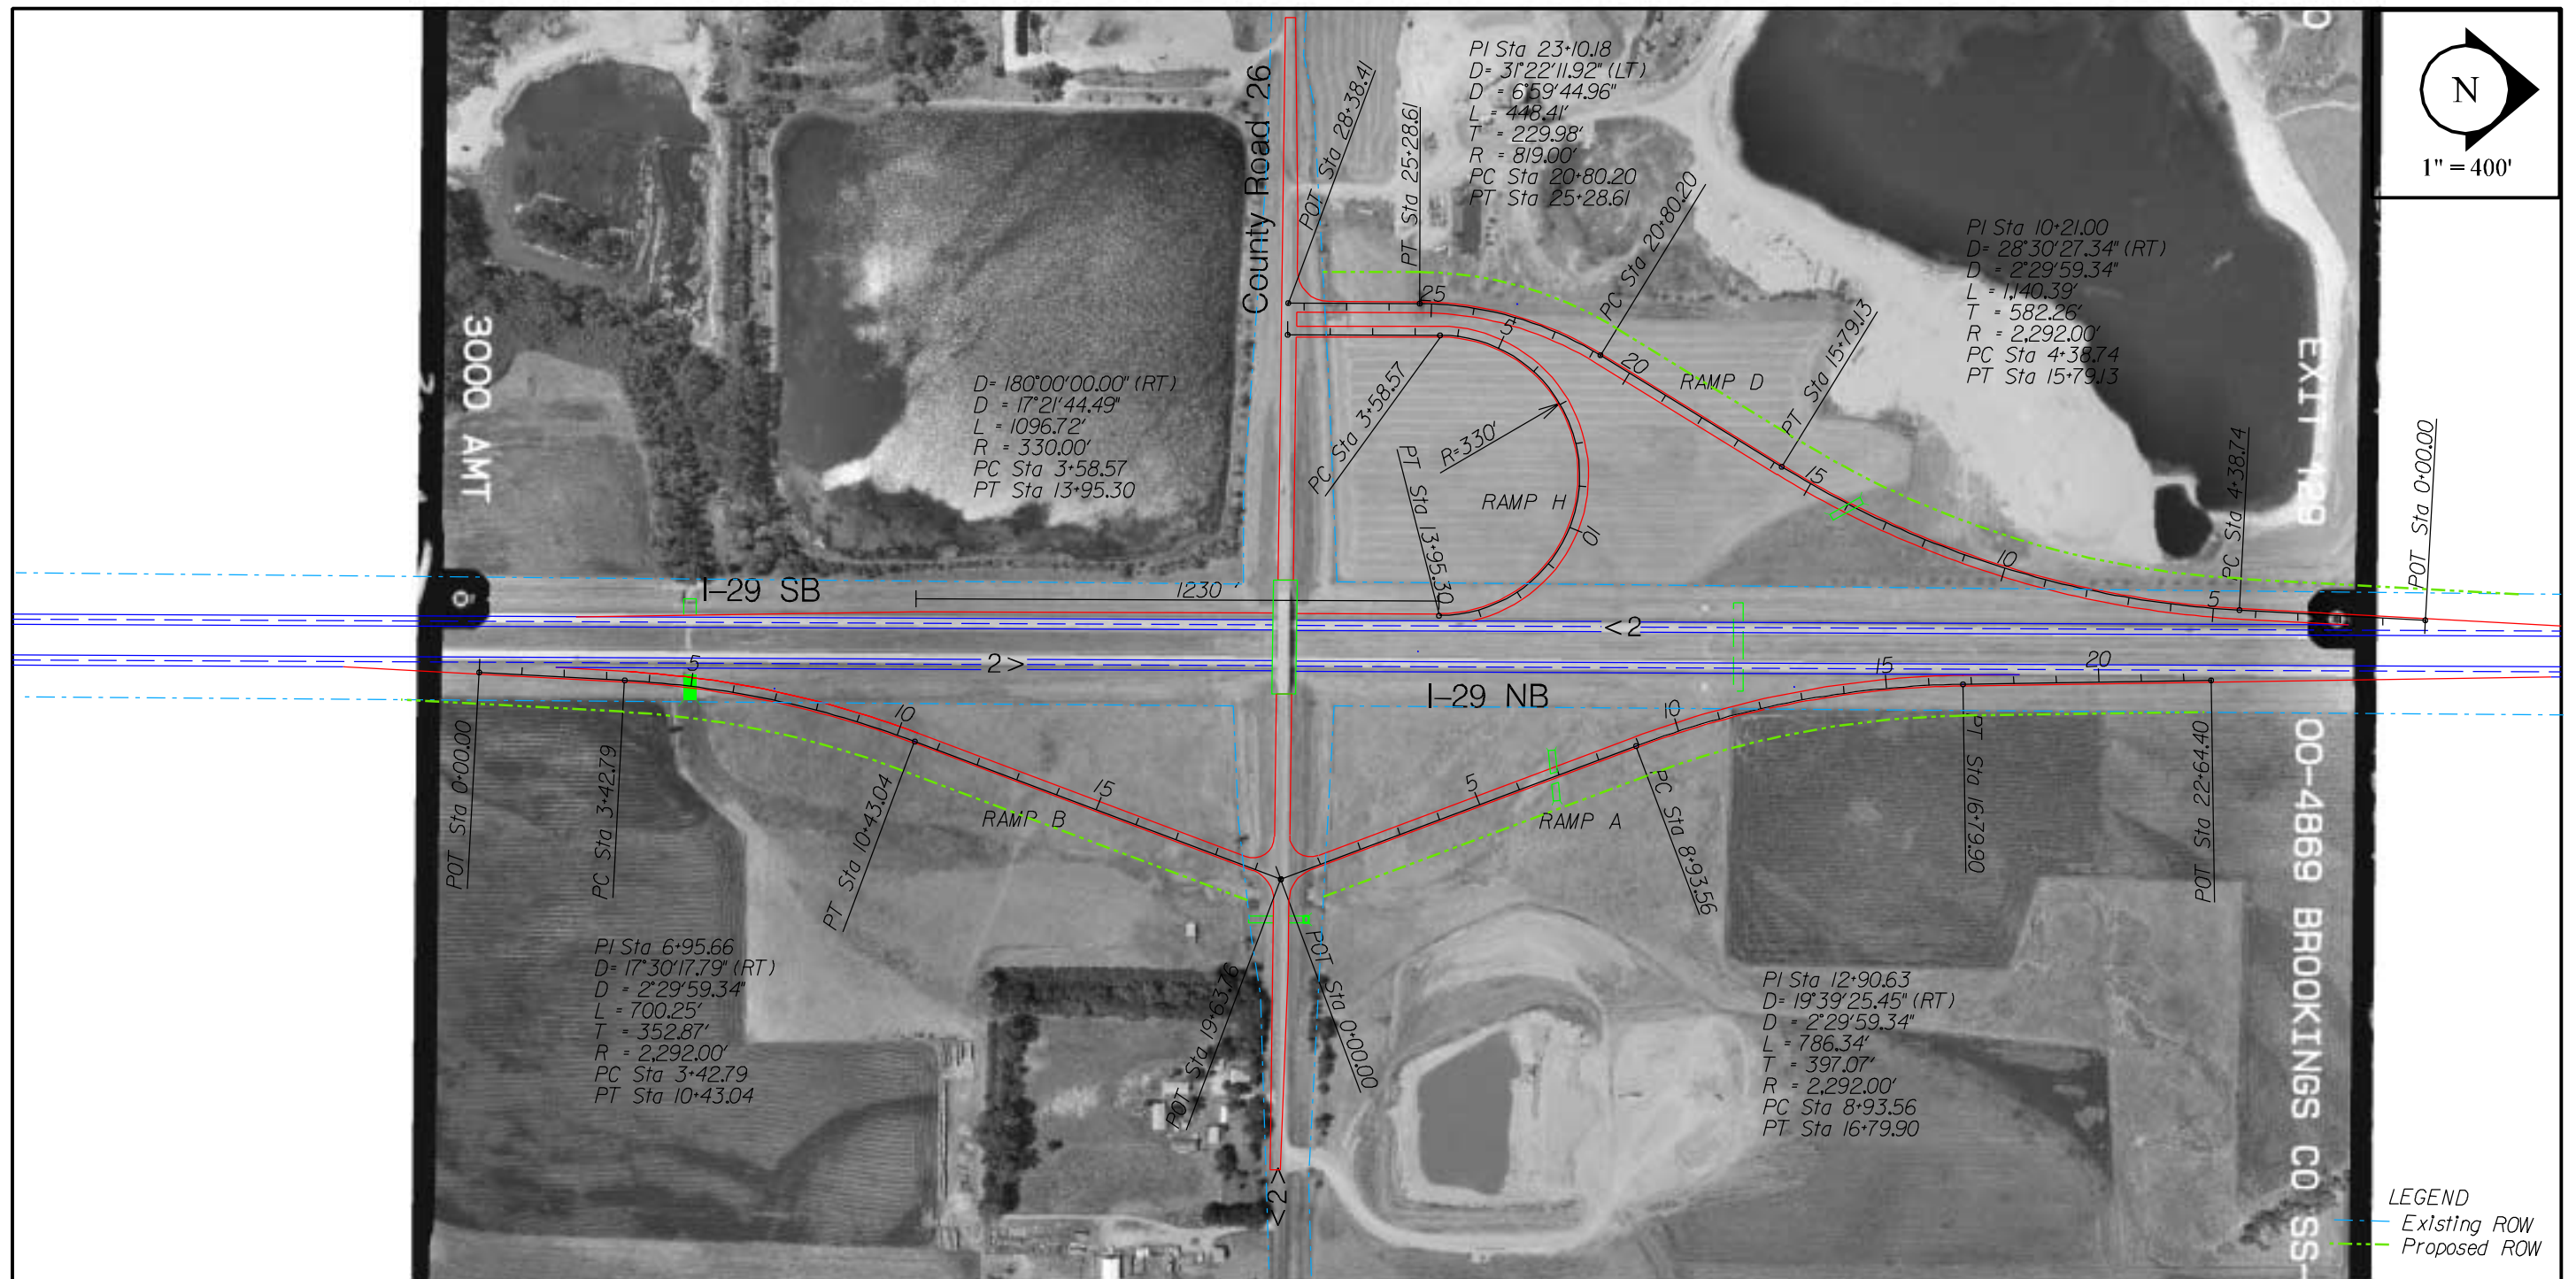 N
1" = 400'
County Road 26
POT Sta 28+38.41
PT Sta 25+28.61
PI Sta 23+10.18
D= 31°22'11.92" (LT)
D = 6°59'44.96"
L = 448.41'
T = 229.98'
R = 819.00'
PC Sta 20+80.20
PT Sta 25+28.61
PC Sta 20+80.20
PI Sta 10+21.00
D= 28°30'27.34" (RT)
D = 2°29'59.34"
L = 1,140.39'
T = 582.26'
R = 2,292.00'
PC Sta 4+38.74
PT Sta 15+79.13
PT Sta 15+79.13
PC Sta 4+38.74
POT Sta 0+00.00
EXIT 129
3000 AMT
D= 180°00'00.00" (RT)
D = 17°21'44.49"
L = 1096.72'
R = 330.00'
PC Sta 3+58.57
PT Sta 13+95.30
PC Sta 3+58.57
PT Sta 13+95.30
R=330'
RAMP H
RAMP D
25
20
15
10
5
5
10
I-29 SB
1230 '
<2
2>
I-29 NB
5
10
15
5
10
15
20
POT Sta 0+00.00
PC Sta 3+42.79
PT Sta 10+43.04
RAMP B
RAMP A
PC Sta 8+93.56
PT Sta 16+79.90
POT Sta 22+64.40
POT Sta 19+63.76
POT Sta 0+00.00
PI Sta 6+95.66
D= 17°30'17.79" (RT)
D = 2°29'59.34"
L = 700.25'
T = 352.87'
R = 2,292.00'
PC Sta 3+42.79
PT Sta 10+43.04
PI Sta 12+90.63
D= 19°39'25.45" (RT)
D = 2°29'59.34"
L = 786.34'
T = 397.07'
R = 2,292.00'
PC Sta 8+93.56
PT Sta 16+79.90
<2>
00-4869 BROOKINGS CO SS-
LEGEND
Existing ROW
Proposed ROW